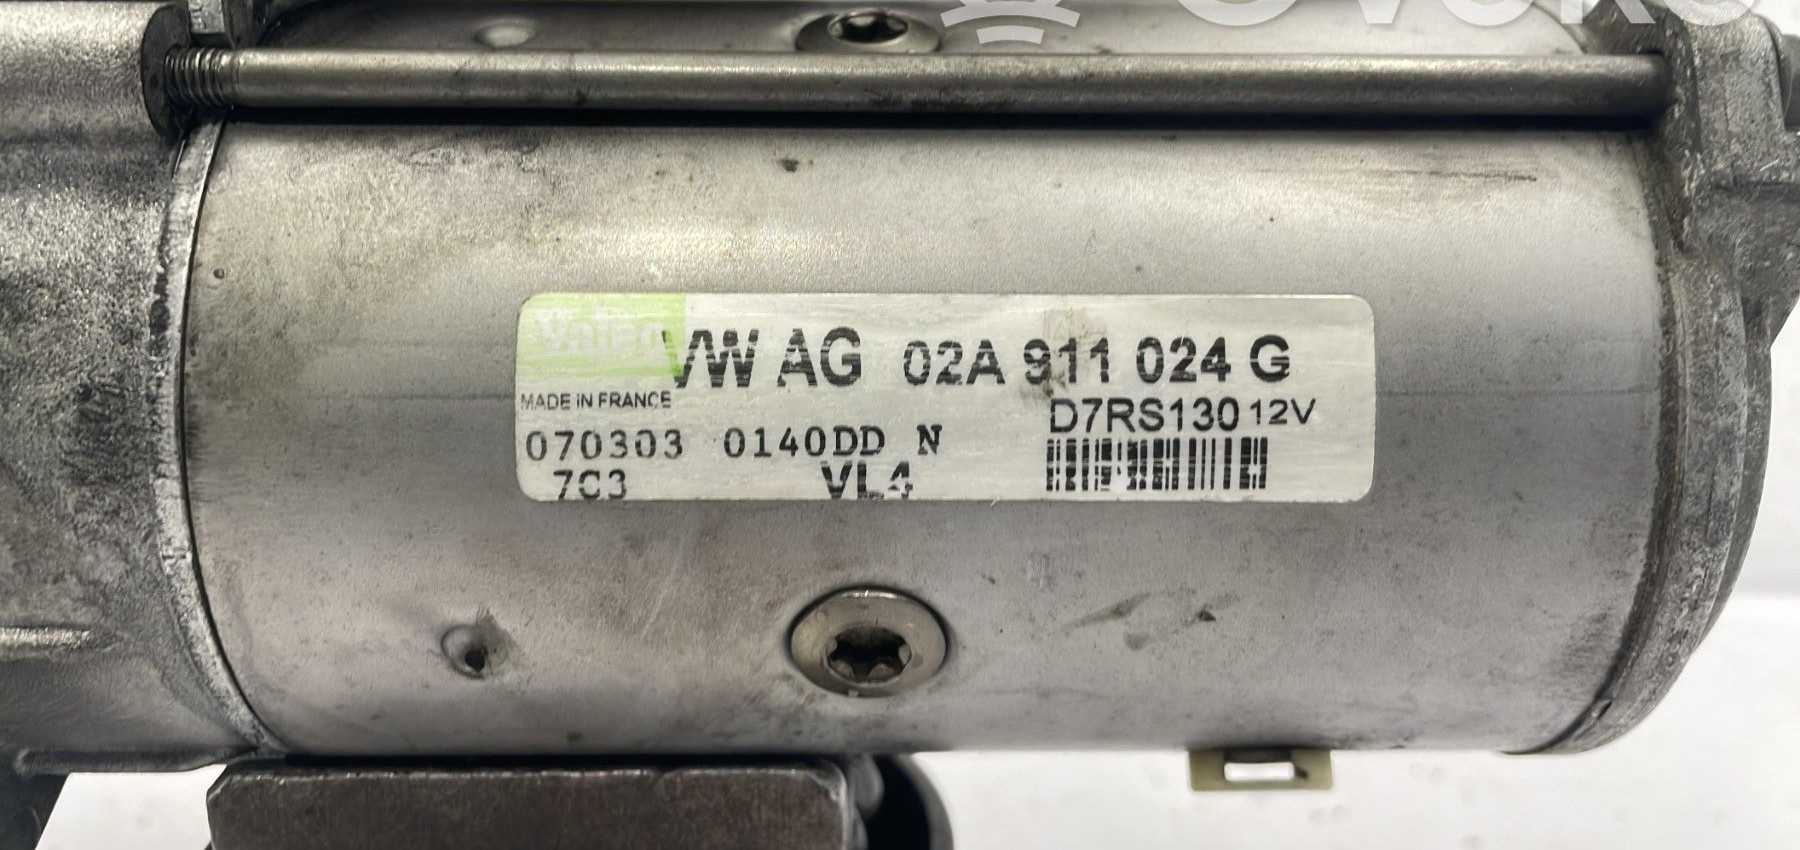 Valeo
VW AG 02A 911 024 G
MADE iN FRANCE
D7RS130 12V
070303 0140DD N
7C3 VL4